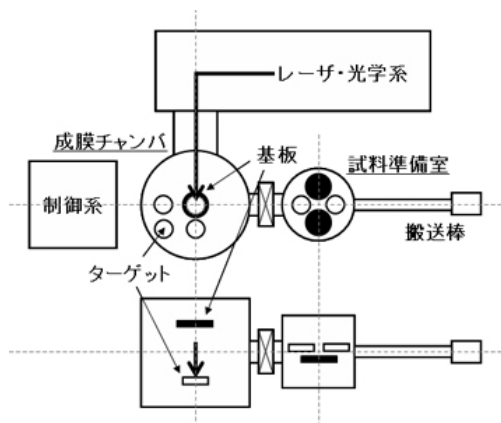 レーザ・光学系
成膜チャンバ
基板
試料準備室
制御系
搬送棒
ターゲット